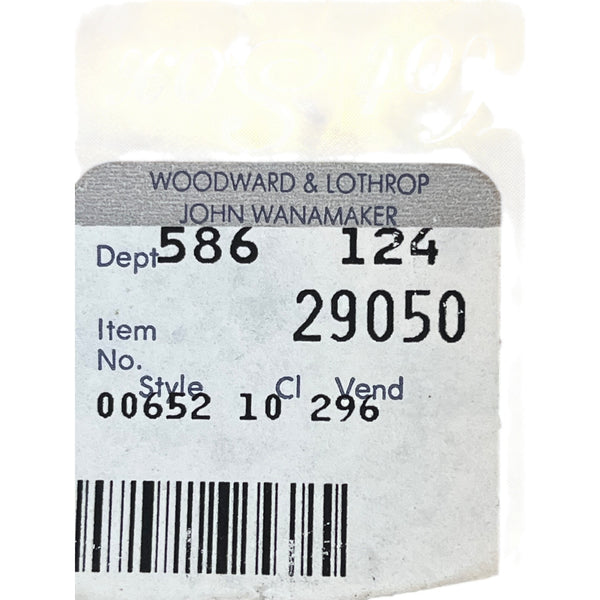 WOODWARD & LOTHROP
JOHN WANAMAKER
Dept 586 124
Item 29050
No.
Style Cl Vend
00652 10 296